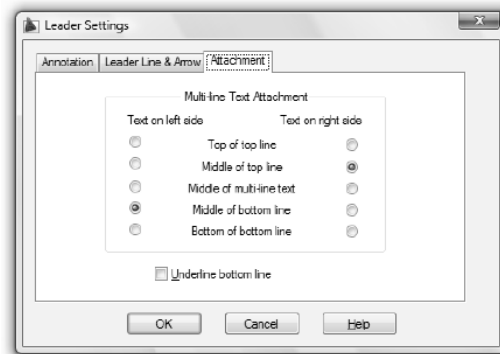 Leader Settings
Annotation Leader Line & Arrow Attachment
Multi-line Text Attachment
Text on left side Text on right side
Top of top line
Middle of top line
Middle of multi-line text
Middle of bottom line
Bottom of bottom line
Underline bottom line
OK Cancel Help